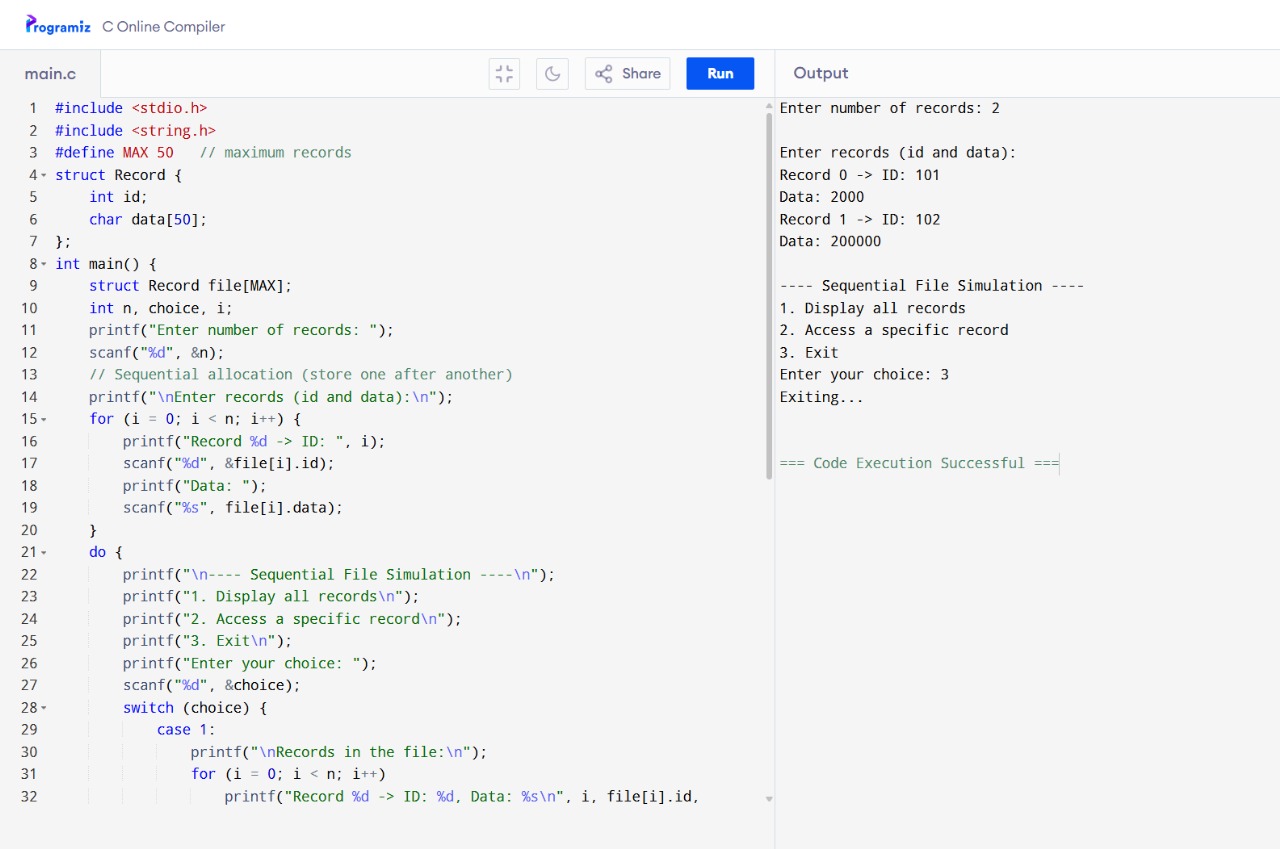 Programiz C Online Compiler
main.c
Share
Run
Output
1 #include <stdio.h>
2 #include <string.h>
3 #define MAX 50   // maximum records
4 struct Record {
5     int id;
6     char data[50];
7 };
8 int main() {
9     struct Record file[MAX];
10     int n, choice, i;
11     printf("Enter number of records: ");
12     scanf("%d", &n);
13     // Sequential allocation (store one after another)
14     printf("\nEnter records (id and data):\n");
15     for (i = 0; i < n; i++) {
16         printf("Record %d -> ID: ", i);
17         scanf("%d", &file[i].id);
18         printf("Data: ");
19         scanf("%s", file[i].data);
20     }
21     do {
22         printf("\n---- Sequential File Simulation ----\n");
23         printf("1. Display all records\n");
24         printf("2. Access a specific record\n");
25         printf("3. Exit\n");
26         printf("Enter your choice: ");
27         scanf("%d", &choice);
28         switch (choice) {
29             case 1:
30                 printf("\nRecords in the file:\n");
31                 for (i = 0; i < n; i++)
32                     printf("Record %d -> ID: %d, Data: %s\n", i, file[i].id,
Enter number of records: 2
Enter records (id and data):
Record 0 -> ID: 101
Data: 2000
Record 1 -> ID: 102
Data: 200000
---- Sequential File Simulation ----
1. Display all records
2. Access a specific record
3. Exit
Enter your choice: 3
Exiting...
=== Code Execution Successful ===